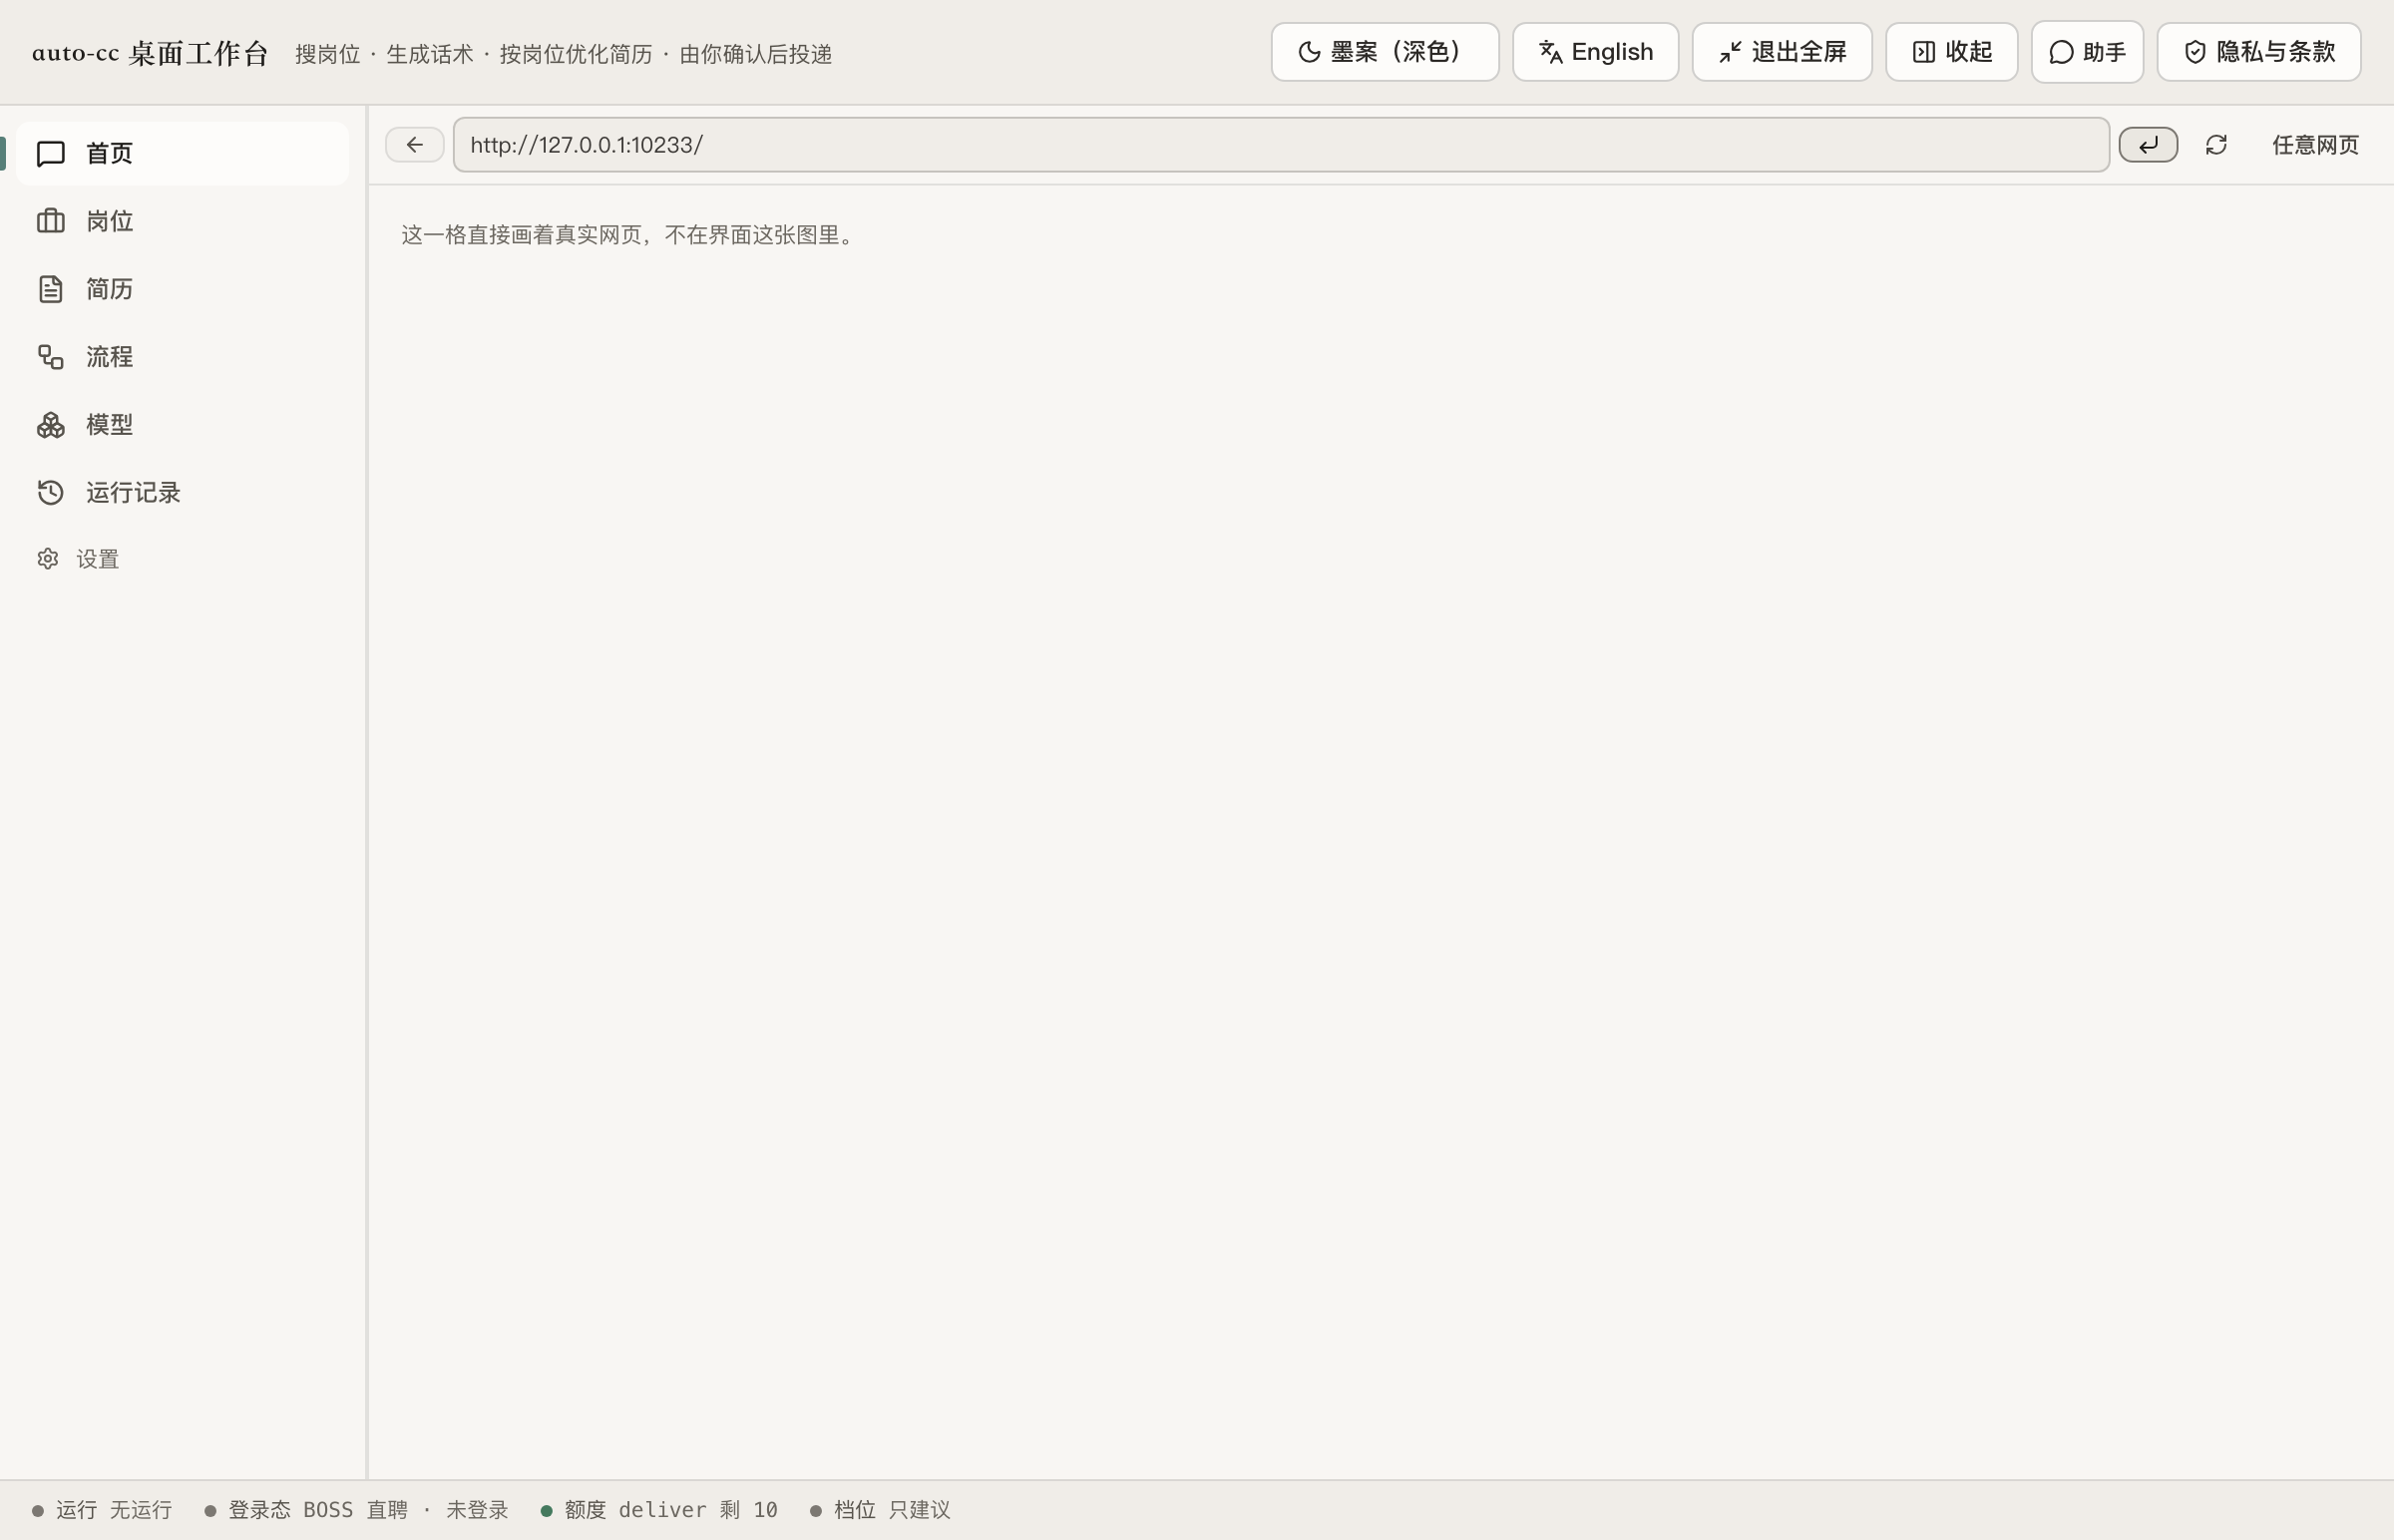 auto-cc 桌面工作台 搜岗位 · 生成话术 · 按岗位优化简历 · 由你确认后投递 墨案（深色） English 退出全屏 收起 助手 隐私与条款
首页
岗位
简历
流程
模型
运行记录
设置
http://127.0.0.1:10233/ 任意网页
这一格直接画着真实网页，不在界面这张图里。
运行 无运行 登录态 BOSS 直聘 · 未登录 额度 deliver 剩 10 档位 只建议